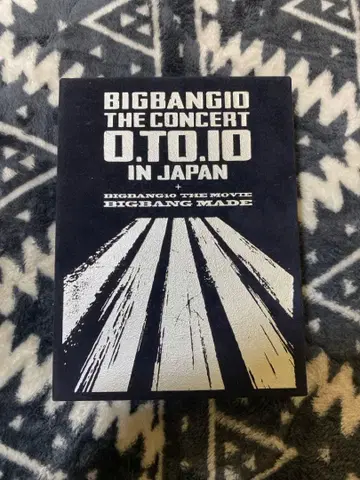 BIGBANG10
THE CONCERT
0.TO.10
IN JAPAN
+
BIGBANG10 THE MOVIE
BIGBANG MADE